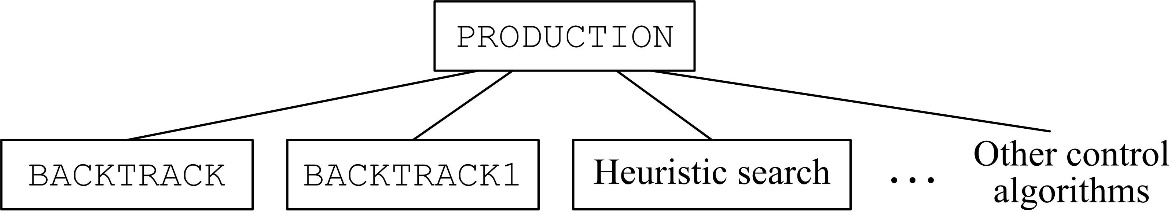 PRODUCTION
BACKTRACK
BACKTRACK1
Heuristic search
...
Other control
algorithms